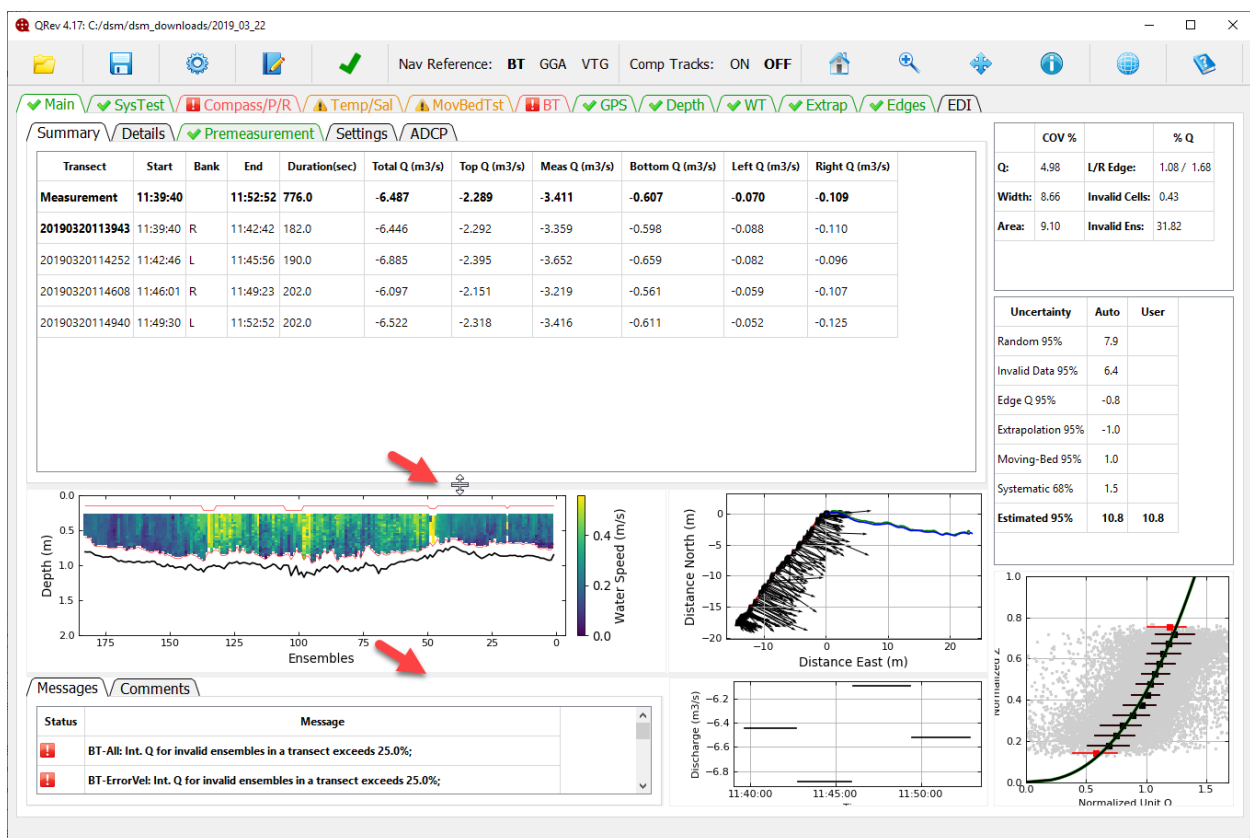 QRev 4.17: C:/dsm/dsm_downloads/2019_03_22
Nav Reference: BT GGA VTG Comp Tracks: ON OFF
Main SysTest Compass/P/R Temp/Sal MovBedTst BT GPS Depth WT Extrap Edges EDI
Summary Details Premeasurement Settings ADCP
Transect Start Bank End Duration(sec) Total Q (m3/s) Top Q (m3/s) Meas Q (m3/s) Bottom Q (m3/s) Left Q (m3/s) Right Q (m3/s)
Measurement 11:39:40 11:52:52 776.0 -6.487 -2.289 -3.411 -0.607 -0.070 -0.109
20190320113943 11:39:40 R 11:42:42 182.0 -6.446 -2.292 -3.359 -0.598 -0.088 -0.110
20190320114252 11:42:46 L 11:45:56 190.0 -6.885 -2.395 -3.652 -0.659 -0.082 -0.096
20190320114608 11:46:01 R 11:49:23 202.0 -6.097 -2.151 -3.219 -0.561 -0.059 -0.107
20190320114940 11:49:30 L 11:52:52 202.0 -6.522 -2.318 -3.416 -0.611 -0.052 -0.125
COV % % Q
Q: 4.98 L/R Edge: 1.08 / 1.68
Width: 8.66 Invalid Cells: 0.43
Area: 9.10 Invalid Ens: 31.82
Uncertainty Auto User
Random 95% 7.9
Invalid Data 95% 6.4
Edge Q 95% -0.8
Extrapolation 95% -1.0
Moving-Bed 95% 1.0
Systematic 68% 1.5
Estimated 95% 10.8 10.8
Depth (m)
0.0
0.5
1.0
1.5
2.0
175 150 125 100 75 50 25 0
Ensembles
0.4
0.2
0.0
Water Speed (m/s)
Distance North (m)
0
−5
−10
−15
−20
−10 0 10 20
Distance East (m)
Messages Comments
Status Message
BT-All: Int. Q for invalid ensembles in a transect exceeds 25.0%;
BT-ErrorVel: Int. Q for invalid ensembles in a transect exceeds 25.0%;
Discharge (m3/s)
−6.2
−6.4
−6.6
−6.8
11:40:00 11:45:00 11:50:00
1.0
0.8
0.6
0.4
0.2
0.0
0.0 0.5 1.0 1.5
Normalized Unit Q